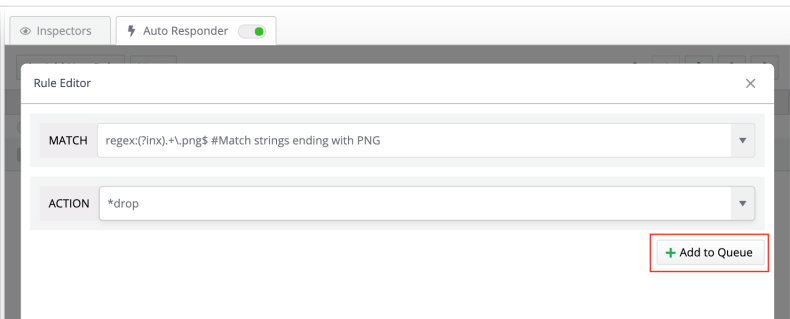 Inspectors
Auto Responder
Rule Editor
MATCH
regex:(?inx).+\.png$ #Match strings ending with PNG
ACTION
*drop
Add to Queue